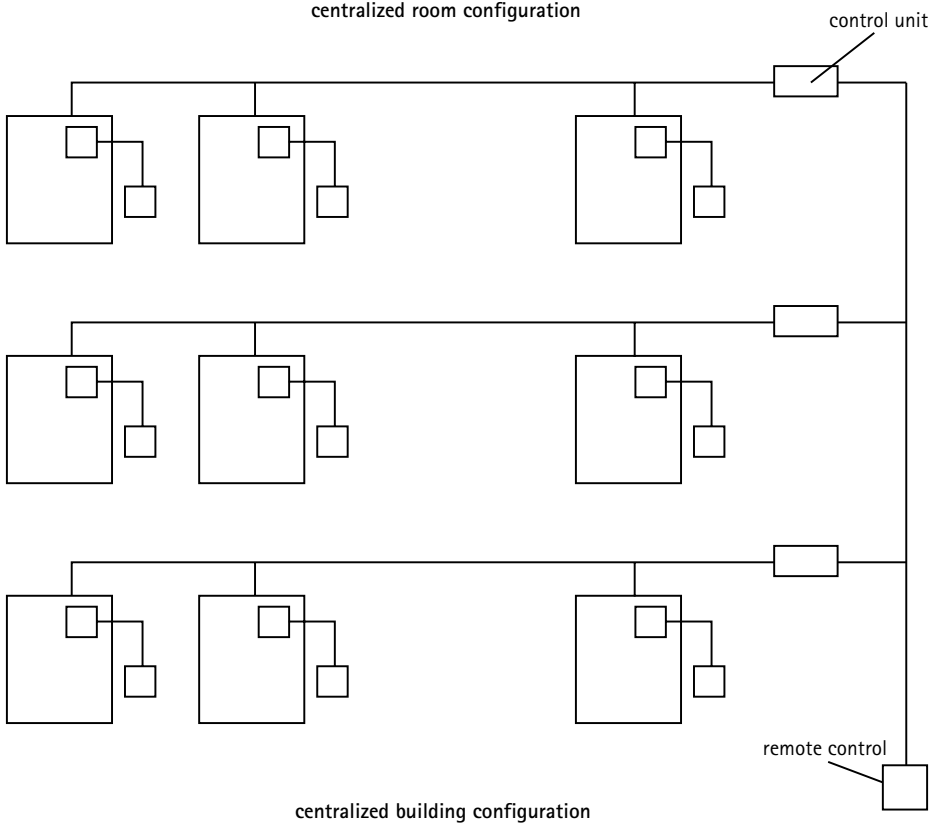 centralized room configuration
control unit
remote control
centralized building configuration